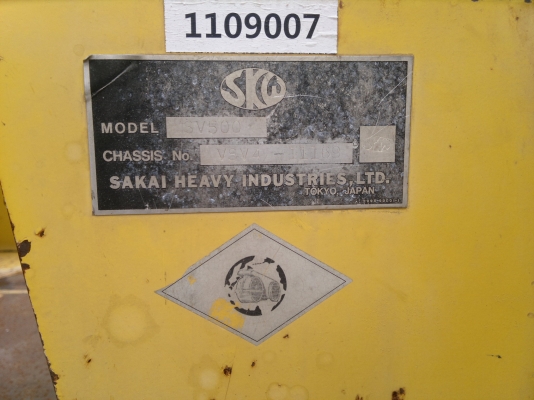 1109007
SKW
MODEL
CHASSIS No.
SAKAI HEAVY INDUSTRIES, LTD.
TOKYO, JAPAN